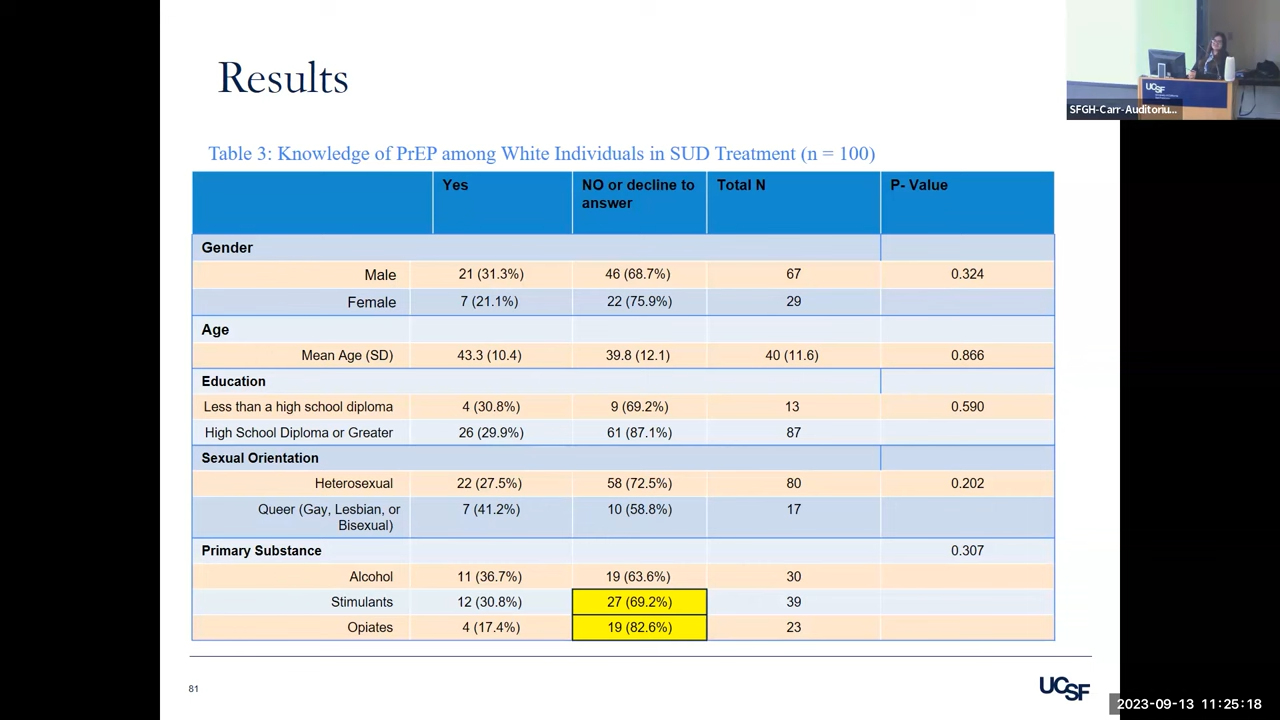 Results
UCSF
SFGH-Carr-Auditoriu...
Table 3: Knowledge of PrEP among White Individuals in SUD Treatment (n = 100)
Yes NO or decline to answer Total N P- Value
Gender
Male 21 (31.3%) 46 (68.7%) 67 0.324
Female 7 (21.1%) 22 (75.9%) 29
Age
Mean Age (SD) 43.3 (10.4) 39.8 (12.1) 40 (11.6) 0.866
Education
Less than a high school diploma 4 (30.8%) 9 (69.2%) 13 0.590
High School Diploma or Greater 26 (29.9%) 61 (87.1%) 87
Sexual Orientation
Heterosexual 22 (27.5%) 58 (72.5%) 80 0.202
Queer (Gay, Lesbian, or Bisexual) 7 (41.2%) 10 (58.8%) 17
Primary Substance 0.307
Alcohol 11 (36.7%) 19 (63.6%) 30
Stimulants 12 (30.8%) 27 (69.2%) 39
Opiates 4 (17.4%) 19 (82.6%) 23
81
UCSF
2023-09-13 11:25:18